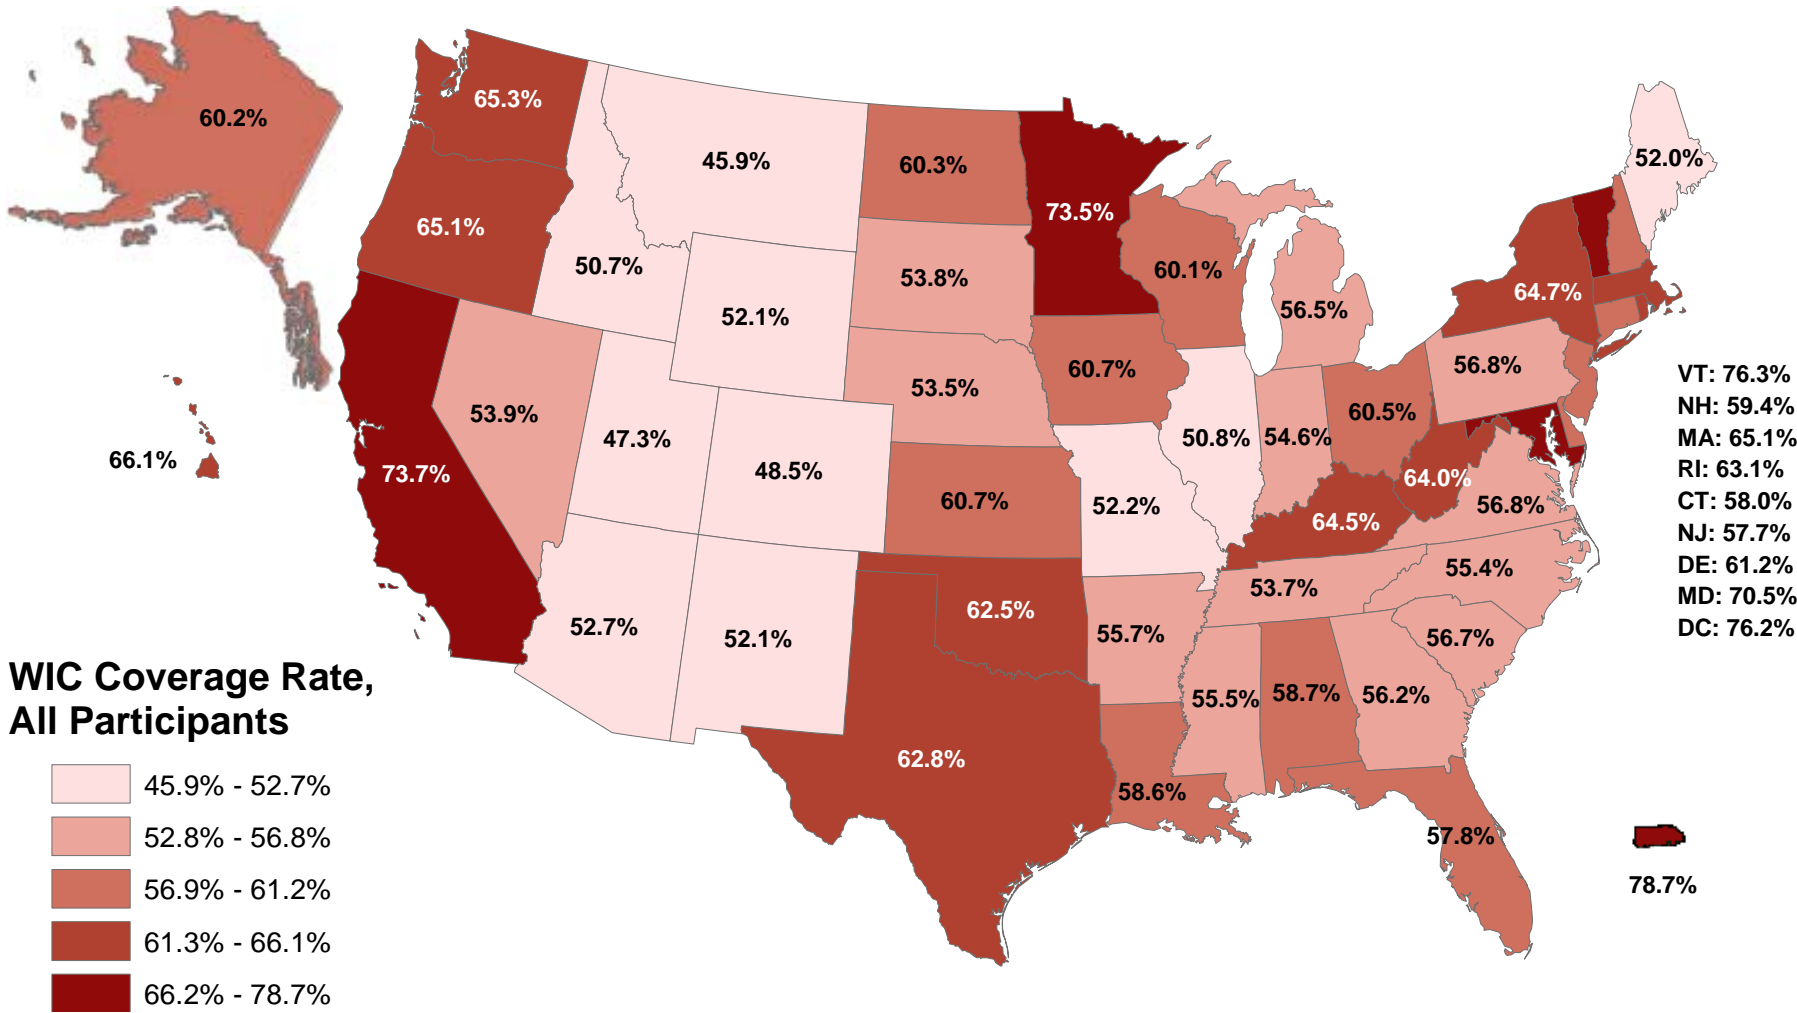 60.2%
65.3%
45.9%
60.3%
73.5%
52.0%
65.1%
50.7%
52.1%
53.8%
60.1%
56.5%
64.7%
53.9%
47.3%
48.5%
53.5%
60.7%
50.8%
54.6%
60.5%
56.8%
66.1%
73.7%
60.7%
52.2%
64.5%
64.0%
56.8%
52.7%
52.1%
62.5%
55.7%
53.7%
55.4%
56.7%
55.5%
58.7%
56.2%
62.8%
58.6%
57.8%
78.7%
VT: 76.3%
NH: 59.4%
MA: 65.1%
RI: 63.1%
CT: 58.0%
NJ: 57.7%
DE: 61.2%
MD: 70.5%
DC: 76.2%
WIC Coverage Rate,
All Participants
45.9% - 52.7%
52.8% - 56.8%
56.9% - 61.2%
61.3% - 66.1%
66.2% - 78.7%